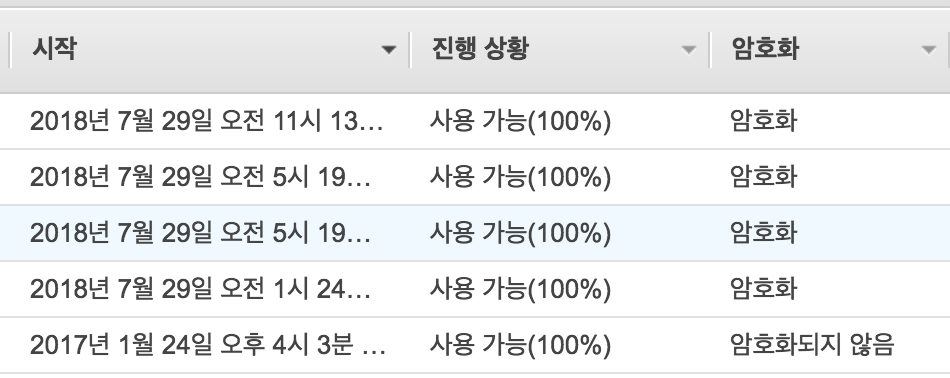 시작 진행 상황 암호화
2018년 7월 29일 오전 11시 13... 사용 가능(100%) 암호화
2018년 7월 29일 오전 5시 19... 사용 가능(100%) 암호화
2018년 7월 29일 오전 5시 19... 사용 가능(100%) 암호화
2018년 7월 29일 오전 1시 24... 사용 가능(100%) 암호화
2017년 1월 24일 오후 4시 3분 ... 사용 가능(100%) 암호화되지 않음